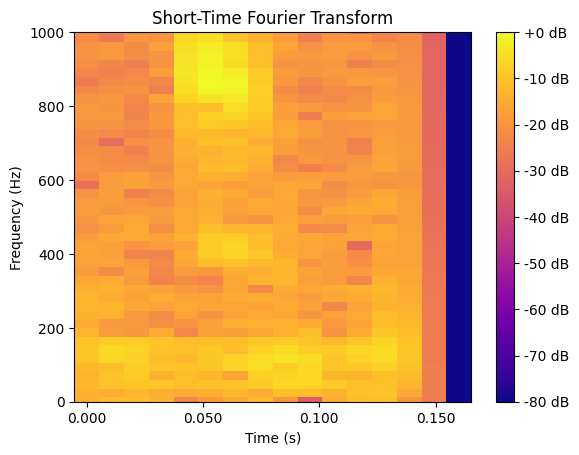 Short-Time Fourier Transform
1000
800
600
400
200
0
Frequency (Hz)
0.000
0.050
0.100
0.150
Time (s)
+0 dB
-10 dB
-20 dB
-30 dB
-40 dB
-50 dB
-60 dB
-70 dB
-80 dB